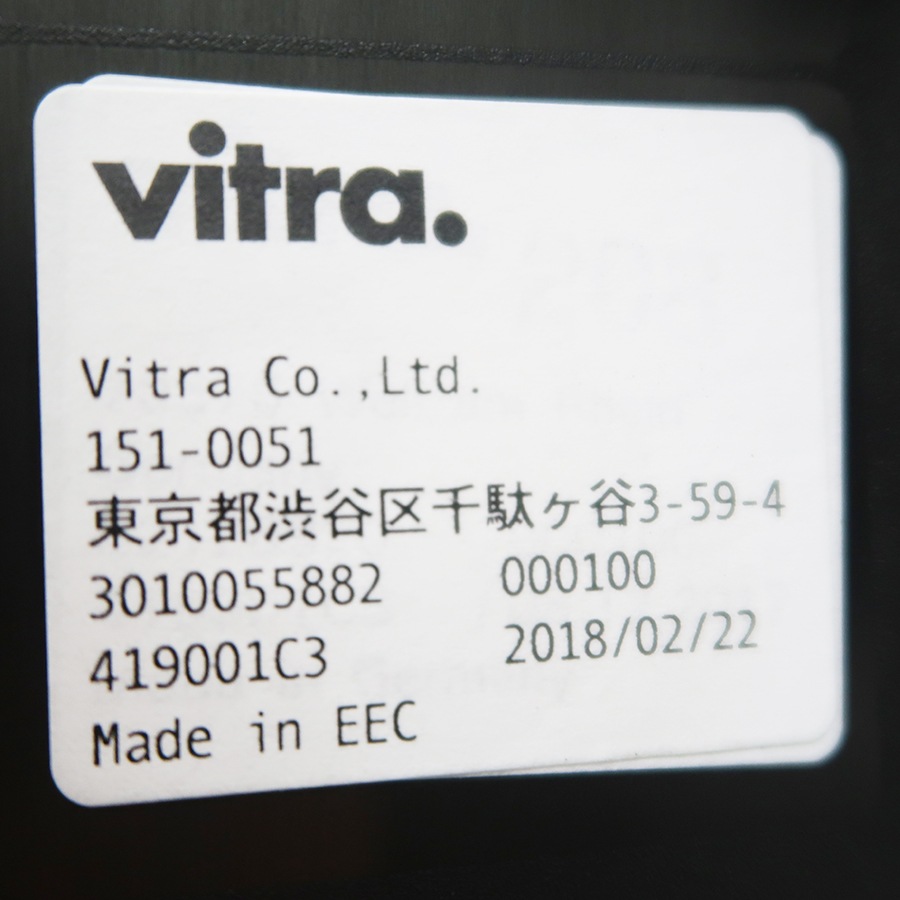 vitra.
Vitra Co.,Ltd.
151-0051
東京都渋谷区千駄ヶ谷3-59-4
3010055882 000100
419001C3 2018/02/22
Made in EEC